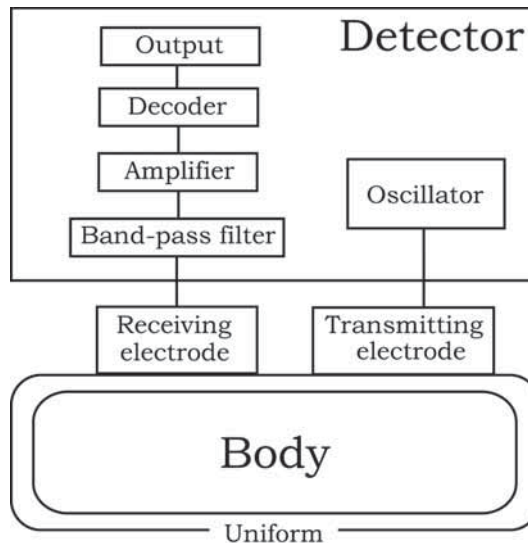 Detector
Output
Decoder
Amplifier
Band-pass filter
Oscillator
Receiving
electrode
Transmitting
electrode
Body
Uniform